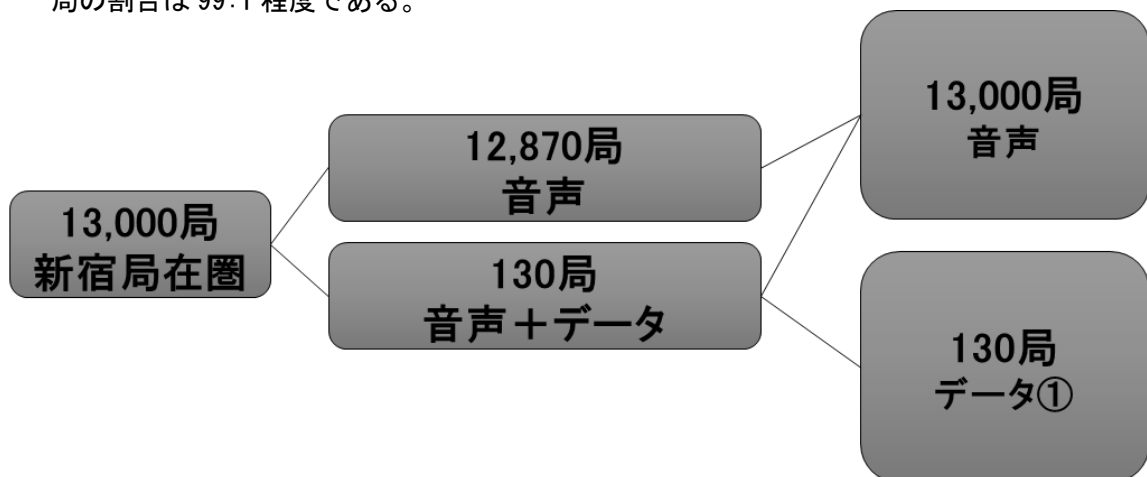 局の割合は 99:1 程度である。
13,000局
新宿局在圏
12,870局
音声
130局
音声＋データ
13,000局
音声
130局
データ①